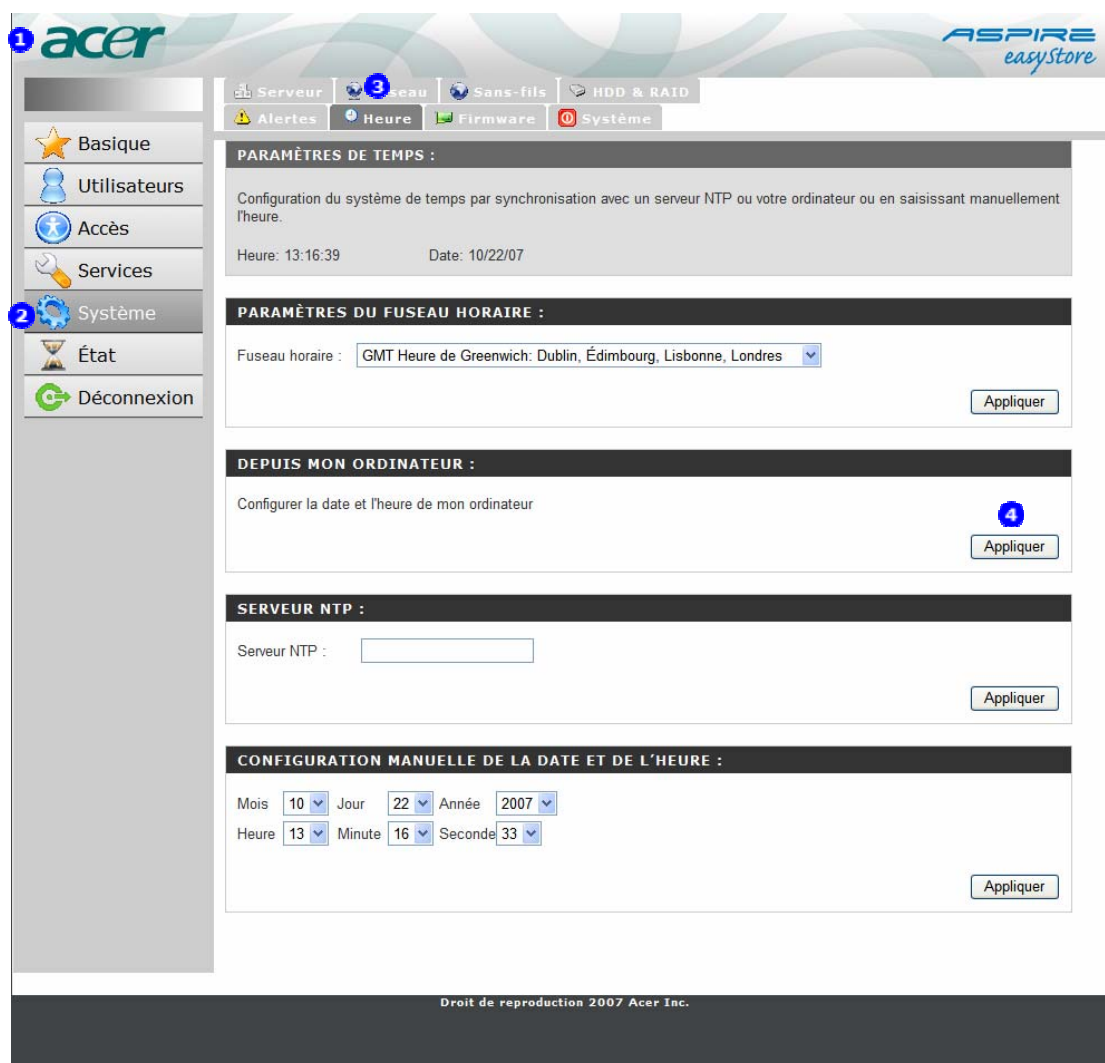 1 acer
ASPIRE
easyStore
Serveur 3 seau Sans-fils HDD & RAID
Alertes Heure Firmware Système
Basique
Utilisateurs
Accès
Services
2 Système
État
Déconnexion
PARAMÈTRES DE TEMPS :
Configuration du système de temps par synchronisation avec un serveur NTP ou votre ordinateur ou en saisissant manuellement
l'heure.
Heure: 13:16:39 Date: 10/22/07
PARAMÈTRES DU FUSEAU HORAIRE :
Fuseau horaire : GMT Heure de Greenwich: Dublin, Édimbourg, Lisbonne, Londres
Appliquer
DEPUIS MON ORDINATEUR :
Configurer la date et l'heure de mon ordinateur
4
Appliquer
SERVEUR NTP :
Serveur NTP :
Appliquer
CONFIGURATION MANUELLE DE LA DATE ET DE L'HEURE :
Mois 10 Jour 22 Année 2007
Heure 13 Minute 16 Seconde 33
Appliquer
Droit de reproduction 2007 Acer Inc.